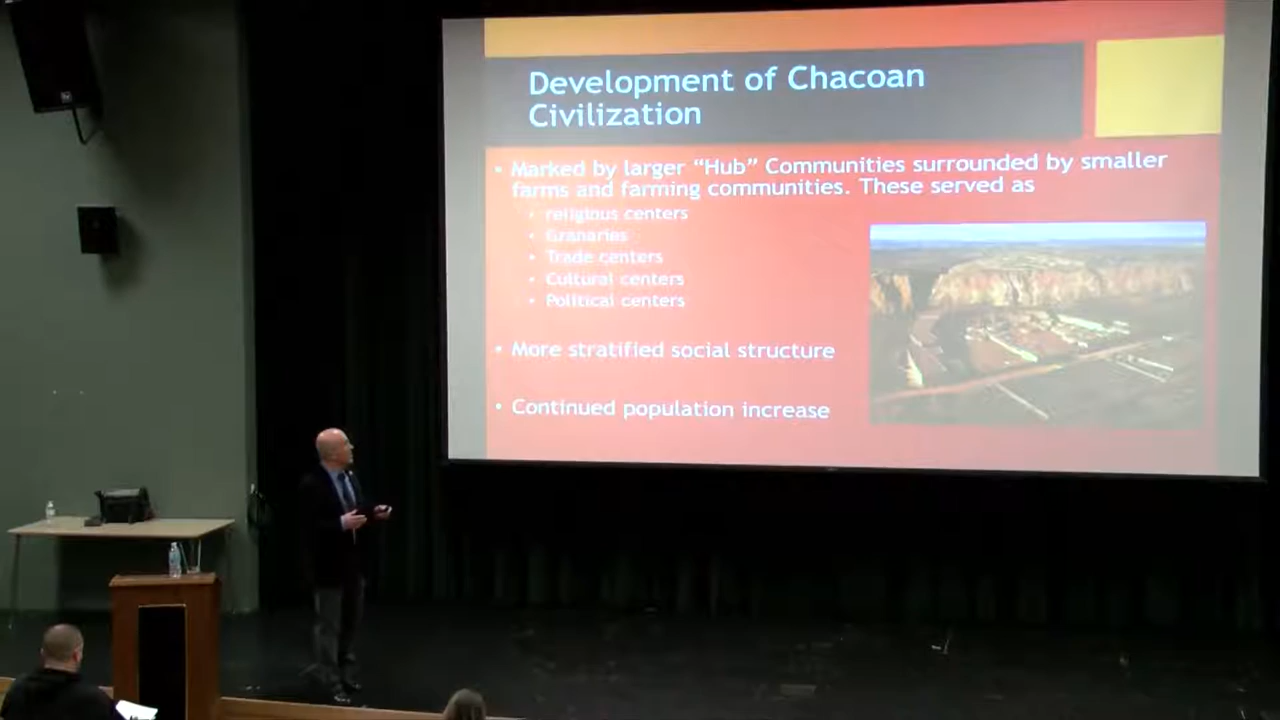 Development of Chacoan
Civilization
• Marked by larger “Hub” Communities surrounded by smaller
farms and farming communities. These served as
• religious centers
• Granaries
• Trade centers
• Cultural centers
• Political centers
• More stratified social structure
• Continued population increase